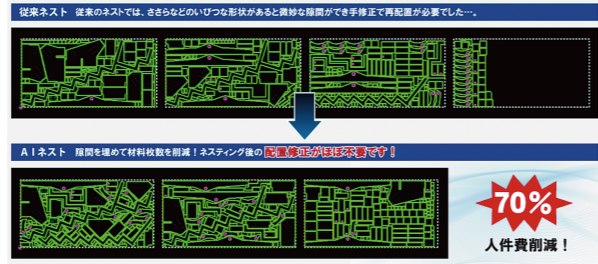 従来ネスト 従来のネストでは、ささらなどのいびつな形状があると微妙な隙間ができ手修正で再配置が必要でした…。
AIネスト 隙間を埋めて材料枚数を削減！ネスティング後の配置修正がほぼ不要です！
70%
人件費削減！